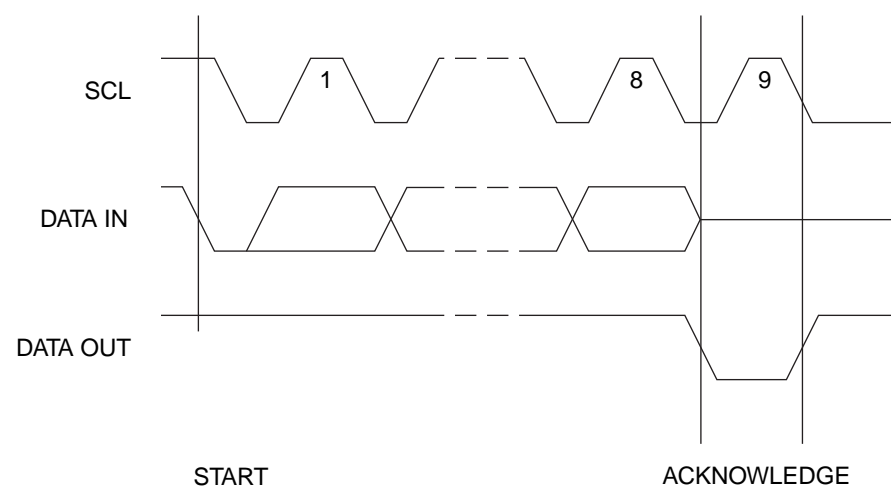 SCL
1
8
9
DATA IN
DATA OUT
START
ACKNOWLEDGE